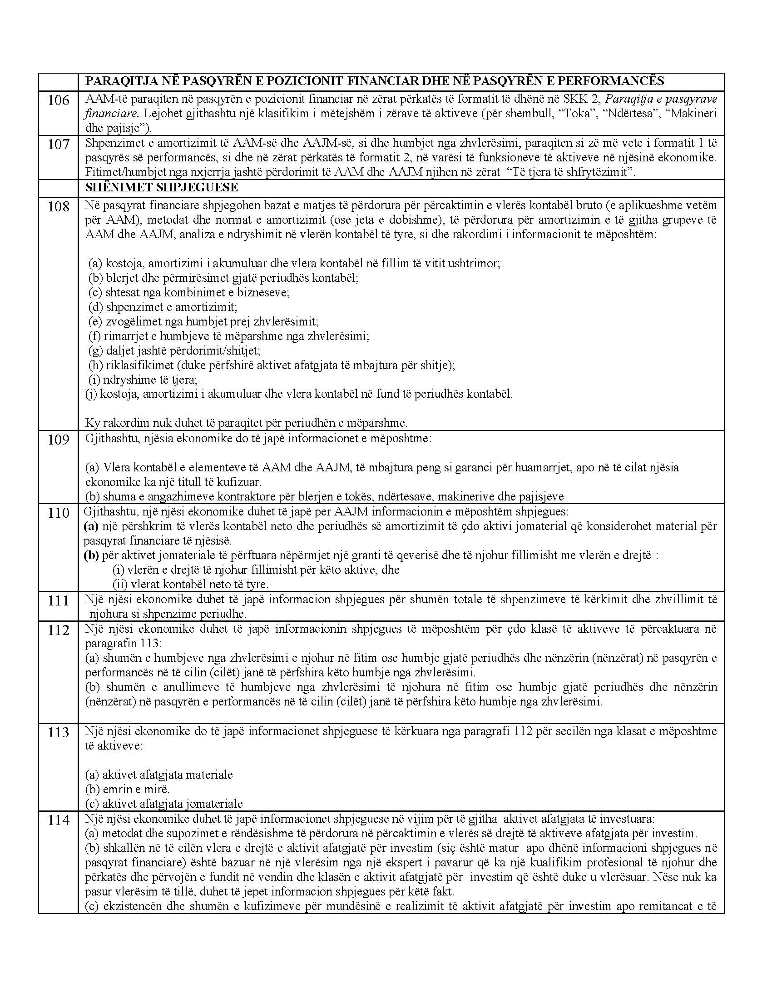 PARAQITJA NË PASQYRËN E POZICIONIT FINANCIAR DHE NË PASQYRËN E PERFORMANCËS
106 AAM-të paraqiten në pasqyrën e pozicionit financiar në zërat përkatës të formatit të dhënë në SKK 2, Paraqitja e pasqyrave
financiare. Lejohet gjithashtu një klasifikim i mëtejshëm i zërave të aktiveve (për shembull, “Toka”, “Ndërtesa”, “Makineri
dhe pajisje”).
107 Shpenzimet e amortizimit të AAM-së dhe AAJM-së, si dhe humbjet nga zhvlerësimi, paraqiten si zë më vete i formatit 1 të
pasqyrës së performancës, si dhe në zërat përkatës të formatit 2, në varësi të funksioneve të aktiveve në njësinë ekonomike.
Fitimet/humbjet nga nxjerrja jashtë përdorimit të AAM dhe AAJM njihen në zërat “Të tjera të shfrytëzimit”.
SHËNIMET SHPJEGUESE
108 Në pasqyrat financiare shpjegohen bazat e matjes të përdorura për përcaktimin e vlerës kontabël bruto (e aplikueshme vetëm
për AAM), metodat dhe normat e amortizimit (ose jeta e dobishme), të përdorura për amortizimin e të gjitha grupeve të
AAM dhe AAJM, analiza e ndryshimit në vlerën kontabël të tyre, si dhe rakordimi i informacionit te mëposhtëm:
(a) kostoja, amortizimi i akumuluar dhe vlera kontabël në fillim të vitit ushtrimor;
(b) blerjet dhe përmirësimet gjatë periudhës kontabël;
(c) shtesat nga kombinimet e bizneseve;
(d) shpenzimet e amortizimit;
(e) zvogëlimet nga humbjet prej zhvlerësimit;
(f) rimarrjet e humbjeve të mëparshme nga zhvlerësimi;
(g) daljet jashtë përdorimit/shitjet;
(h) riklasifikimet (duke përfshirë aktivet afatgjata të mbajtura për shitje);
(i) ndryshime të tjera;
(j) kostoja, amortizimi i akumuluar dhe vlera kontabël në fund të periudhës kontabël.
Ky rakordim nuk duhet të paraqitet për periudhën e mëparshme.
109 Gjithashtu, njësia ekonomike do të japë informacionet e mëposhtme:
(a) Vlera kontabël e elementeve të AAM dhe AAJM, të mbajtura peng si garanci për huamarrjet, apo në të cilat njësia
ekonomike ka një titull të kufizuar.
(b) shuma e angazhimeve kontraktore për blerjen e tokës, ndërtesave, makinerive dhe pajisjeve
110 Gjithashtu, një njësi ekonomike duhet të japë per AAJM informacionin e mëposhtëm shpjegues:
(a) një përshkrim të vlerës kontabël neto dhe periudhës së amortizimit të çdo aktivi jomaterial që konsiderohet material për
pasqyrat financiare të njësisë.
(b) për aktivet jomateriale të përftuara nëpërmjet një granti të qeverisë dhe të njohur fillimisht me vlerën e drejtë :
(i) vlerën e drejtë të njohur fillimisht për këto aktive, dhe
(ii) vlerat kontabël neto të tyre.
111 Një njësi ekonomike duhet të japë informacion shpjegues për shumën totale të shpenzimeve të kërkimit dhe zhvillimit të
njohura si shpenzime periudhe.
112 Një njësi ekonomike duhet të japë informacionin shpjegues të mëposhtëm për çdo klasë të aktiveve të përcaktuara në
paragrafin 113:
(a) shumën e humbjeve nga zhvlerësimi e njohur në fitim ose humbje gjatë periudhës dhe nënzërin (nënzërat) në pasqyrën e
performancës në të cilin (cilët) janë të përfshira këto humbje nga zhvlerësimi.
(b) shumën e anullimeve të humbjeve nga zhvlerësimi të njohura në fitim ose humbje gjatë periudhës dhe nënzërin
(nënzërat) në pasqyrën e performancës në të cilin (cilët) janë të përfshira këto humbje nga zhvlerësimi.
113 Një njësi ekonomike do të japë informacionet shpjeguese të kërkuara nga paragrafi 112 për secilën nga klasat e mëposhtme
të aktiveve:
(a) aktivet afatgjata materiale
(b) emrin e mirë.
(c) aktivet afatgjata jomateriale
114 Një njësi ekonomike duhet të japë informacionet shpjeguese në vijim për të gjitha aktivet afatgjata të investuara:
(a) metodat dhe supozimet e rëndësishme të përdorura në përcaktimin e vlerës së drejtë të aktiveve afatgjata për investim.
(b) shkallën në të cilën vlera e drejtë e aktivit afatgjatë për investim (siç është matur apo dhënë informacioni shpjegues në
pasqyrat financiare) është bazuar në një vlerësim nga një ekspert i pavarur që ka një kualifikim profesional të njohur dhe
përkatës dhe përvojën e fundit në vendin dhe klasën e aktivit afatgjatë për investim që është duke u vlerësuar. Nëse nuk ka
pasur vlerësim të tillë, duhet të jepet informacion shpjegues për këtë fakt.
(c) ekzistencën dhe shumën e kufizimeve për mundësinë e realizimit të aktivit afatgjatë për investim apo remitancat e të